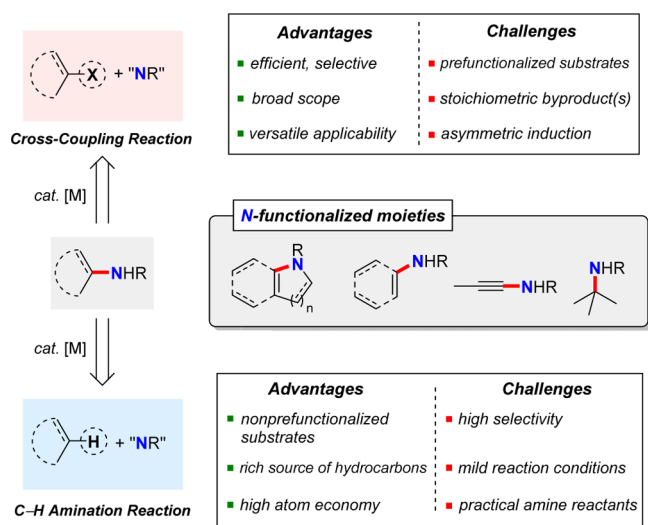 Advantages
Challenges
efficient, selective
prefunctionalized substrates
X + "NR"
broad scope
stoichiometric byproduct(s)
versatile applicability
asymmetric induction
Cross-Coupling Reaction
cat. [M]
N-functionalized moieties
R
N
n
NHR
NHR
NHR
NHR
cat. [M]
Advantages
Challenges
nonprefunctionalized
substrates
high selectivity
H + "NR"
rich source of hydrocarbons
mild reaction conditions
high atom economy
practical amine reactants
C–H Amination Reaction